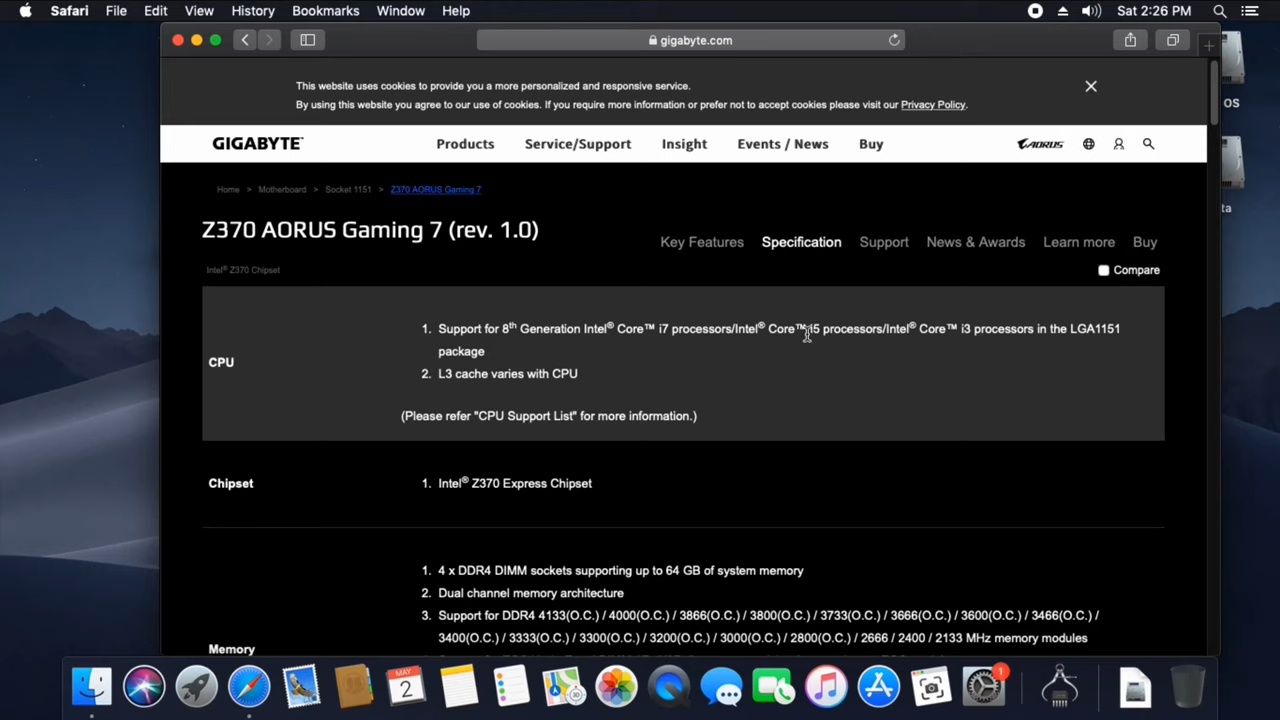 Safari File Edit View History Bookmarks Window Help Sat 2:26 PM
gigabyte.com
This website uses cookies to provide you a more personalized and responsive service.
By using this website you agree to our use of cookies. If you require more information or prefer not to accept cookies please visit our Privacy Policy.
GIGABYTE™ Products Service/Support Insight Events / News Buy AORUS
Home > Motherboard > Socket 1151 > Z370 AORUS Gaming 7
Z370 AORUS Gaming 7 (rev. 1.0)
Key Features Specification Support News & Awards Learn more Buy
Intel® Z370 Chipset
Compare
CPU
1. Support for 8th Generation Intel® Core™ i7 processors/Intel® Core™ i5 processors/Intel® Core™ i3 processors in the LGA1151
package
2. L3 cache varies with CPU
(Please refer "CPU Support List" for more information.)
Chipset
1. Intel® Z370 Express Chipset
Memory
1. 4 x DDR4 DIMM sockets supporting up to 64 GB of system memory
2. Dual channel memory architecture
3. Support for DDR4 4133(O.C.) / 4000(O.C.) / 3866(O.C.) / 3800(O.C.) / 3733(O.C.) / 3666(O.C.) / 3600(O.C.) / 3466(O.C.) /
3400(O.C.) / 3333(O.C.) / 3300(O.C.) / 3200(O.C.) / 3000(O.C.) / 2800(O.C.) / 2666 / 2400 / 2133 MHz memory modules
OS
ta
MAY
2
1